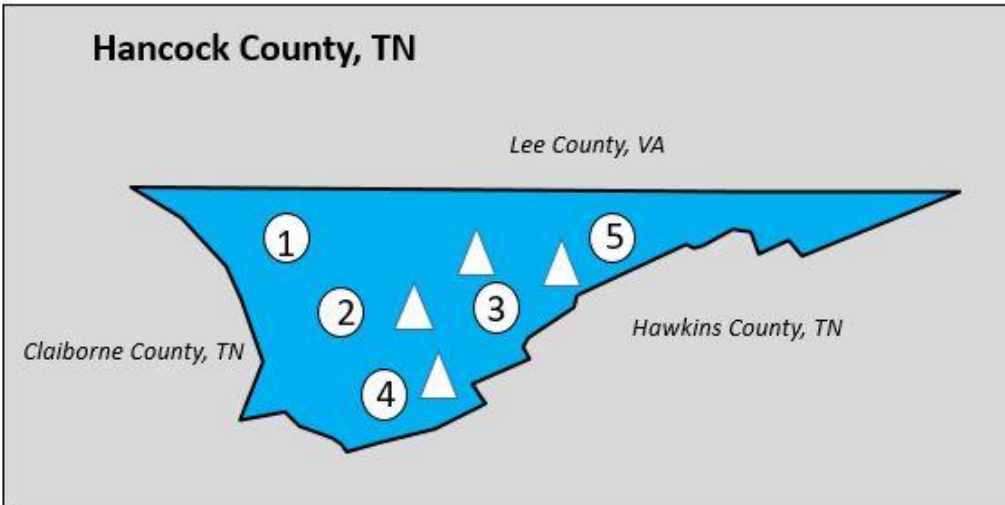 Hancock County, TN
Lee County, VA
1
5
2
3
Hawkins County, TN
Claiborne County, TN
4